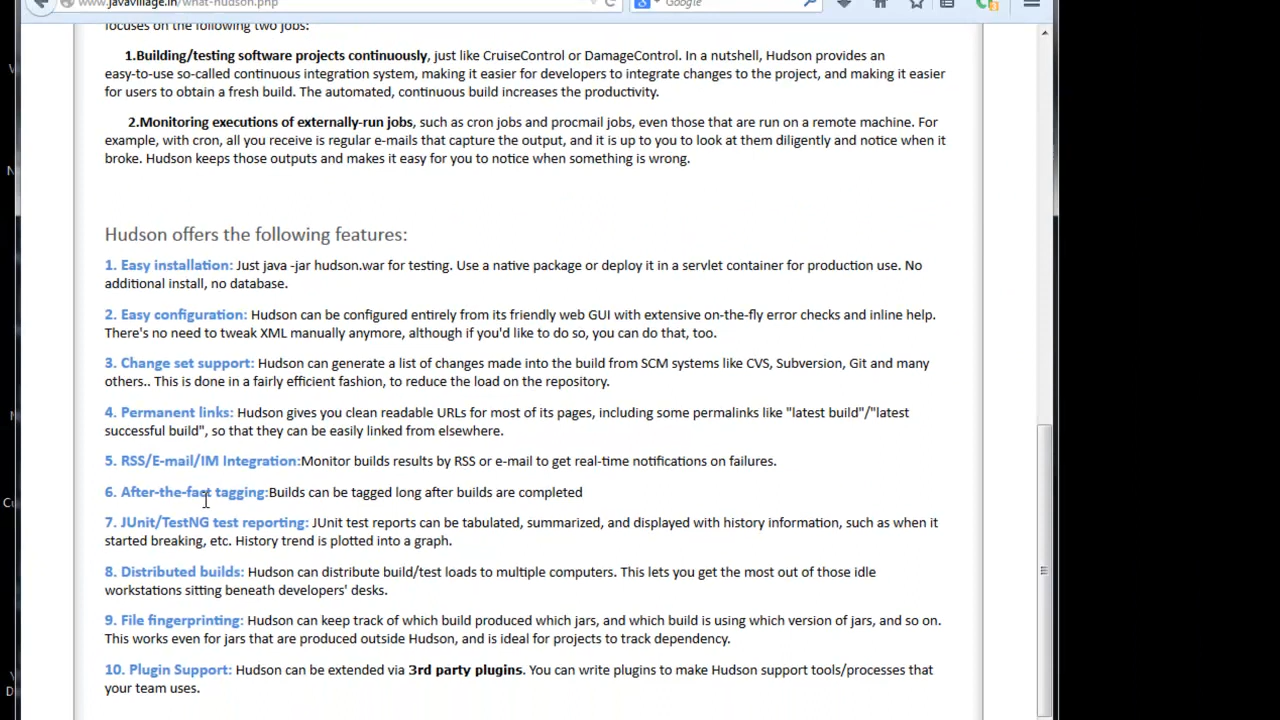 www.javavillage.in/what-hudson.php
Google
focuses on the following two jobs:
1.Building/testing software projects continuously, just like CruiseControl or DamageControl. In a nutshell, Hudson provides an
easy-to-use so-called continuous integration system, making it easier for developers to integrate changes to the project, and making it easier
for users to obtain a fresh build. The automated, continuous build increases the productivity.
2.Monitoring executions of externally-run jobs, such as cron jobs and procmail jobs, even those that are run on a remote machine. For
example, with cron, all you receive is regular e-mails that capture the output, and it is up to you to look at them diligently and notice when it
broke. Hudson keeps those outputs and makes it easy for you to notice when something is wrong.
Hudson offers the following features:
1. Easy installation: Just java -jar hudson.war for testing. Use a native package or deploy it in a servlet container for production use. No
additional install, no database.
2. Easy configuration: Hudson can be configured entirely from its friendly web GUI with extensive on-the-fly error checks and inline help.
There's no need to tweak XML manually anymore, although if you'd like to do so, you can do that, too.
3. Change set support: Hudson can generate a list of changes made into the build from SCM systems like CVS, Subversion, Git and many
others.. This is done in a fairly efficient fashion, to reduce the load on the repository.
4. Permanent links: Hudson gives you clean readable URLs for most of its pages, including some permalinks like "latest build"/"latest
successful build", so that they can be easily linked from elsewhere.
5. RSS/E-mail/IM Integration:Monitor builds results by RSS or e-mail to get real-time notifications on failures.
6. After-the-fact tagging:Builds can be tagged long after builds are completed
7. JUnit/TestNG test reporting: JUnit test reports can be tabulated, summarized, and displayed with history information, such as when it
started breaking, etc. History trend is plotted into a graph.
8. Distributed builds: Hudson can distribute build/test loads to multiple computers. This lets you get the most out of those idle
workstations sitting beneath developers' desks.
9. File fingerprinting: Hudson can keep track of which build produced which jars, and which build is using which version of jars, and so on.
This works even for jars that are produced outside Hudson, and is ideal for projects to track dependency.
10. Plugin Support: Hudson can be extended via 3rd party plugins. You can write plugins to make Hudson support tools/processes that
your team uses.